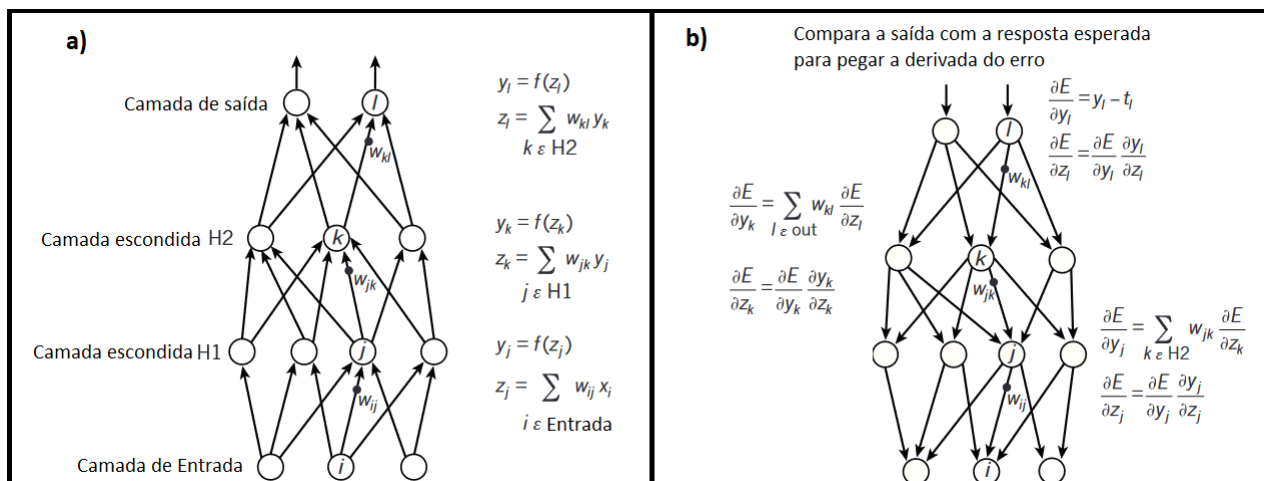 a)
Camada de saída
l
w_kl
y_l = f(z_l)
z_l = ∑ w_kl y_k
k ε H2
Camada escondida H2
k
w_jk
y_k = f(z_k)
z_k = ∑ w_jk y_j
j ε H1
Camada escondida H1
j
w_ij
y_j = f(z_j)
z_j = ∑ w_ij x_i
i ε Entrada
Camada de Entrada
i
b)
Compara a saída com a resposta esperada
para pegar a derivada do erro
l
w_kl
∂E/∂y_l = y_l – t_l
∂E/∂z_l = ∂E/∂y_l ∂y_l/∂z_l
∂E/∂y_k = ∑ w_kl ∂E/∂z_l
l ε out
∂E/∂z_k = ∂E/∂y_k ∂y_k/∂z_k
k
w_jk
∂E/∂y_j = ∑ w_jk ∂E/∂z_k
k ε H2
∂E/∂z_j = ∂E/∂y_j ∂y_j/∂z_j
j
w_ij
i